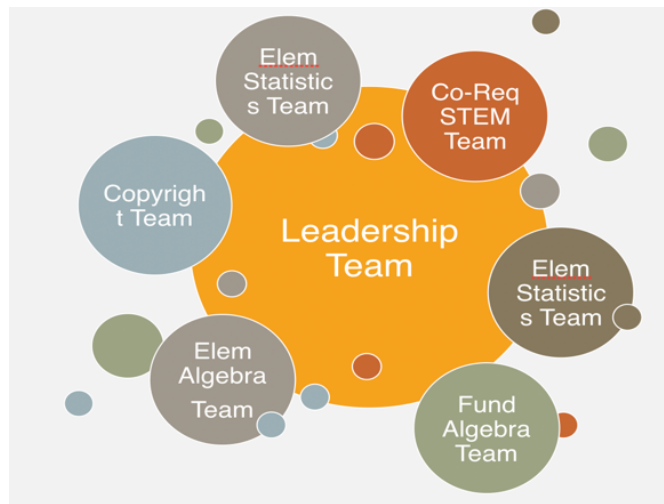 Elem
Statistic
s Team
Co-Req
STEM
Team
Copyrigh
t Team
Leadership
Team
Elem
Statistic
s Team
Elem
Algebra
Team
Fund
Algebra
Team